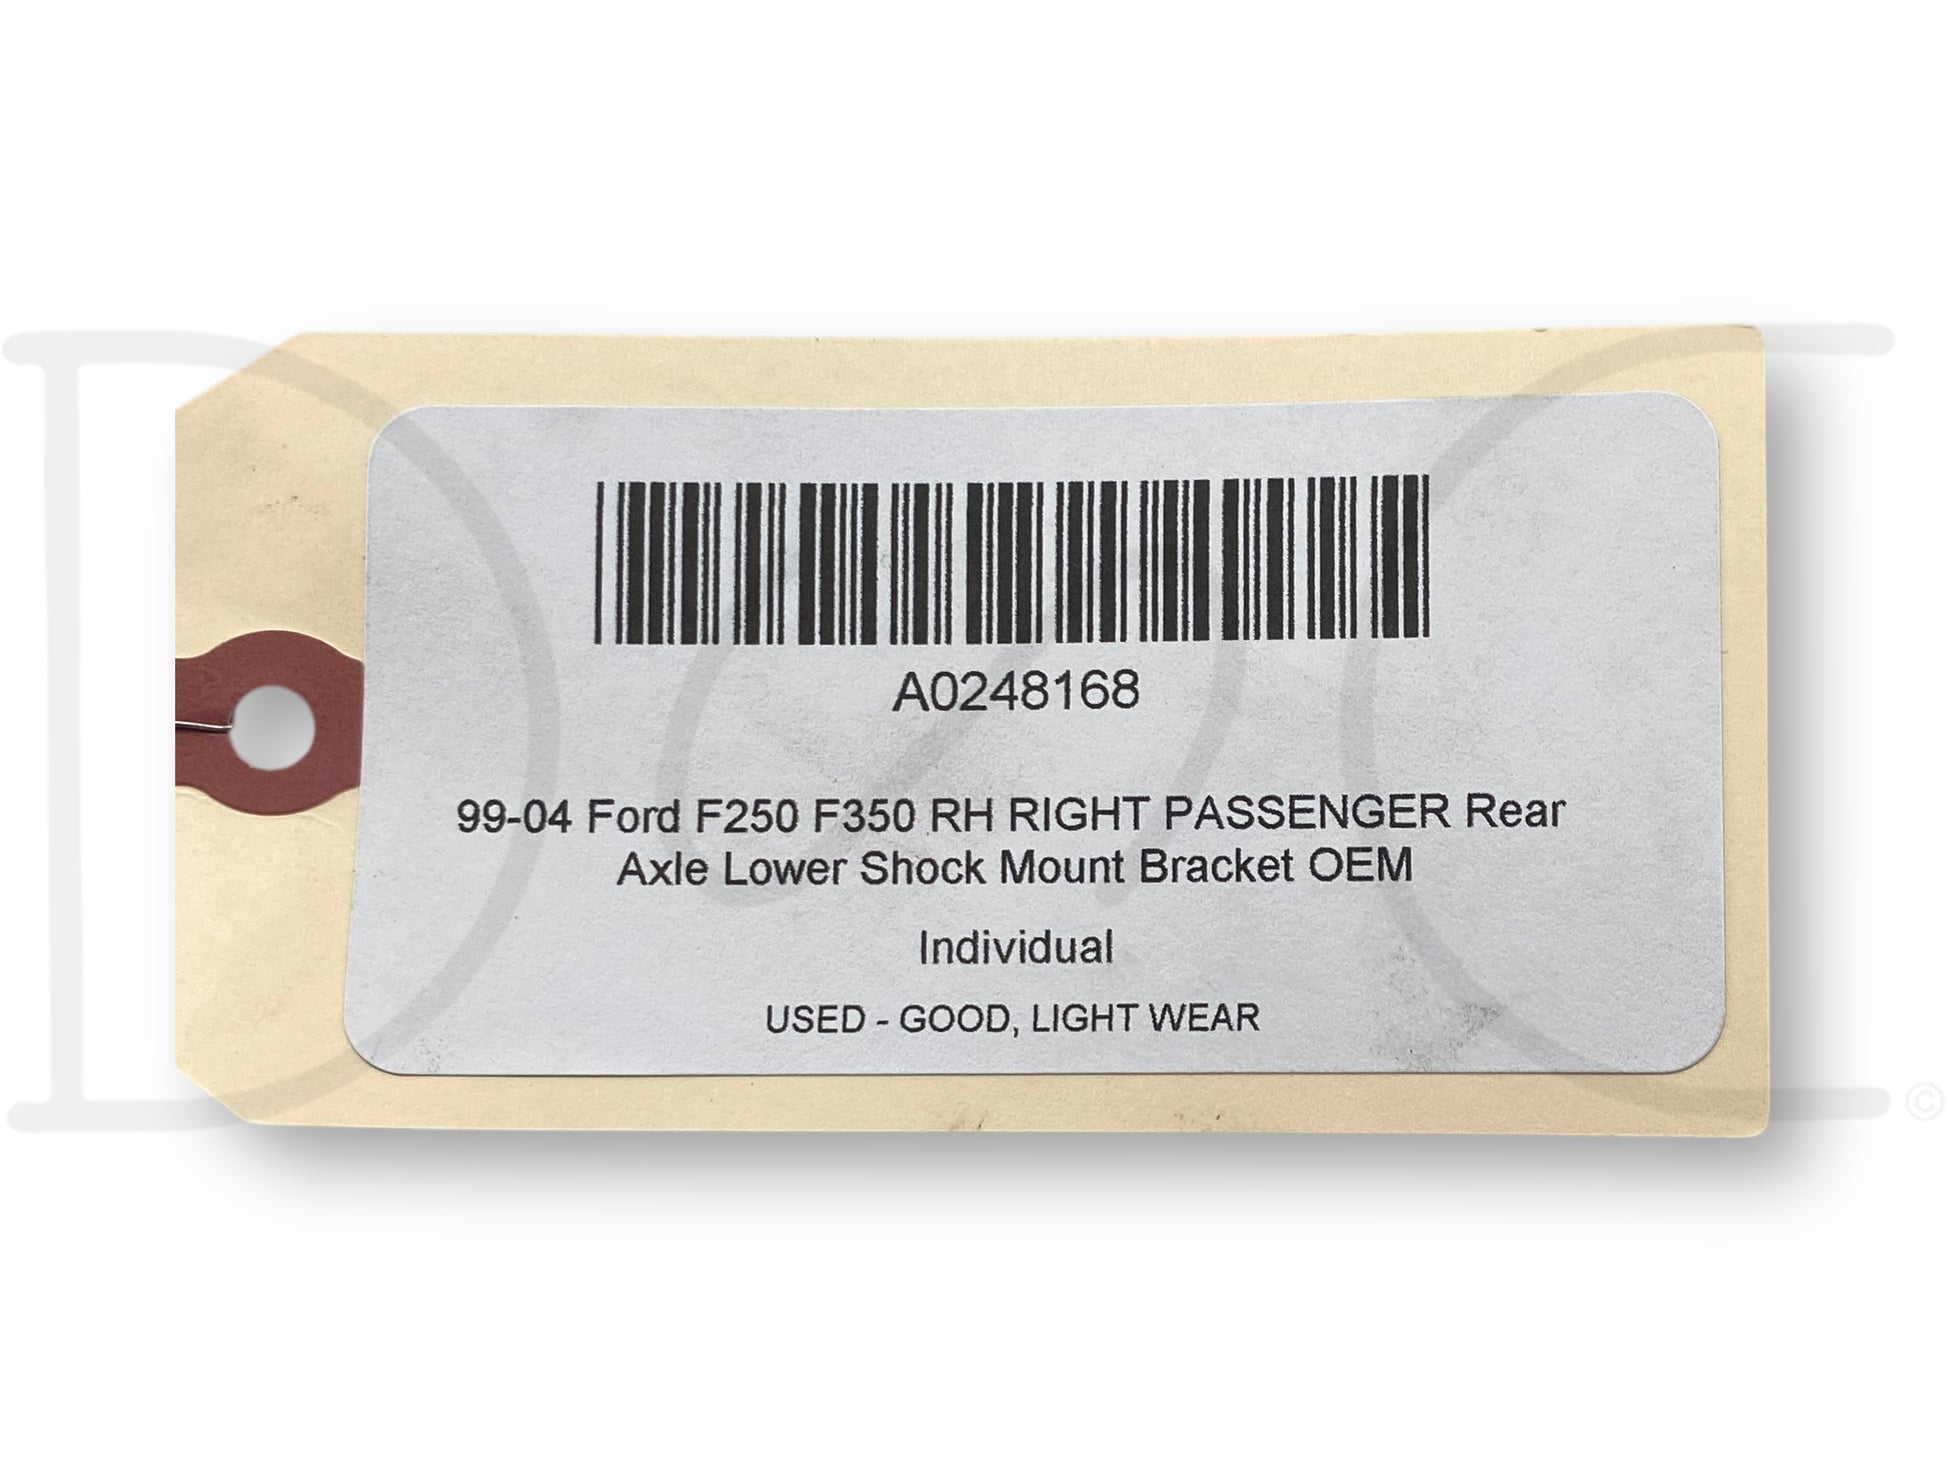 A0248168
99-04 Ford F250 F350 RH RIGHT PASSENGER Rear
Axle Lower Shock Mount Bracket OEM
Individual
USED - GOOD, LIGHT WEAR
©